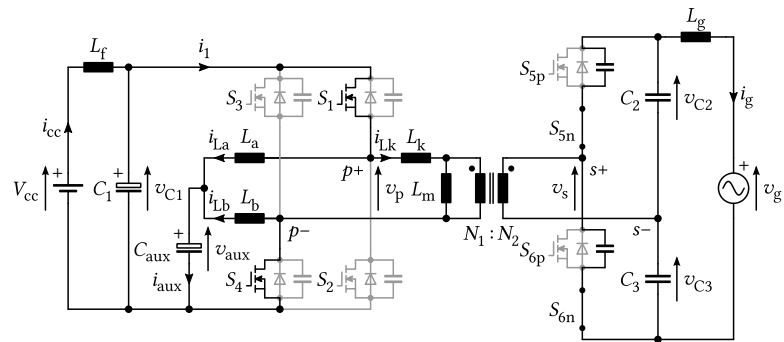 L_f
i_1
S_3
S_1
i_cc
i_La
L_a
i_Lk
L_k
p+
V_cc
+
C_1
+
v_C1
i_Lb
L_b
v_p
L_m
p−
N_1 : N_2
+
C_aux
v_aux
i_aux
S_4
S_2
S_5p
S_5n
C_2
v_C2
L_g
i_g
v_s
s+
s−
+
v_g
S_6p
S_6n
C_3
v_C3